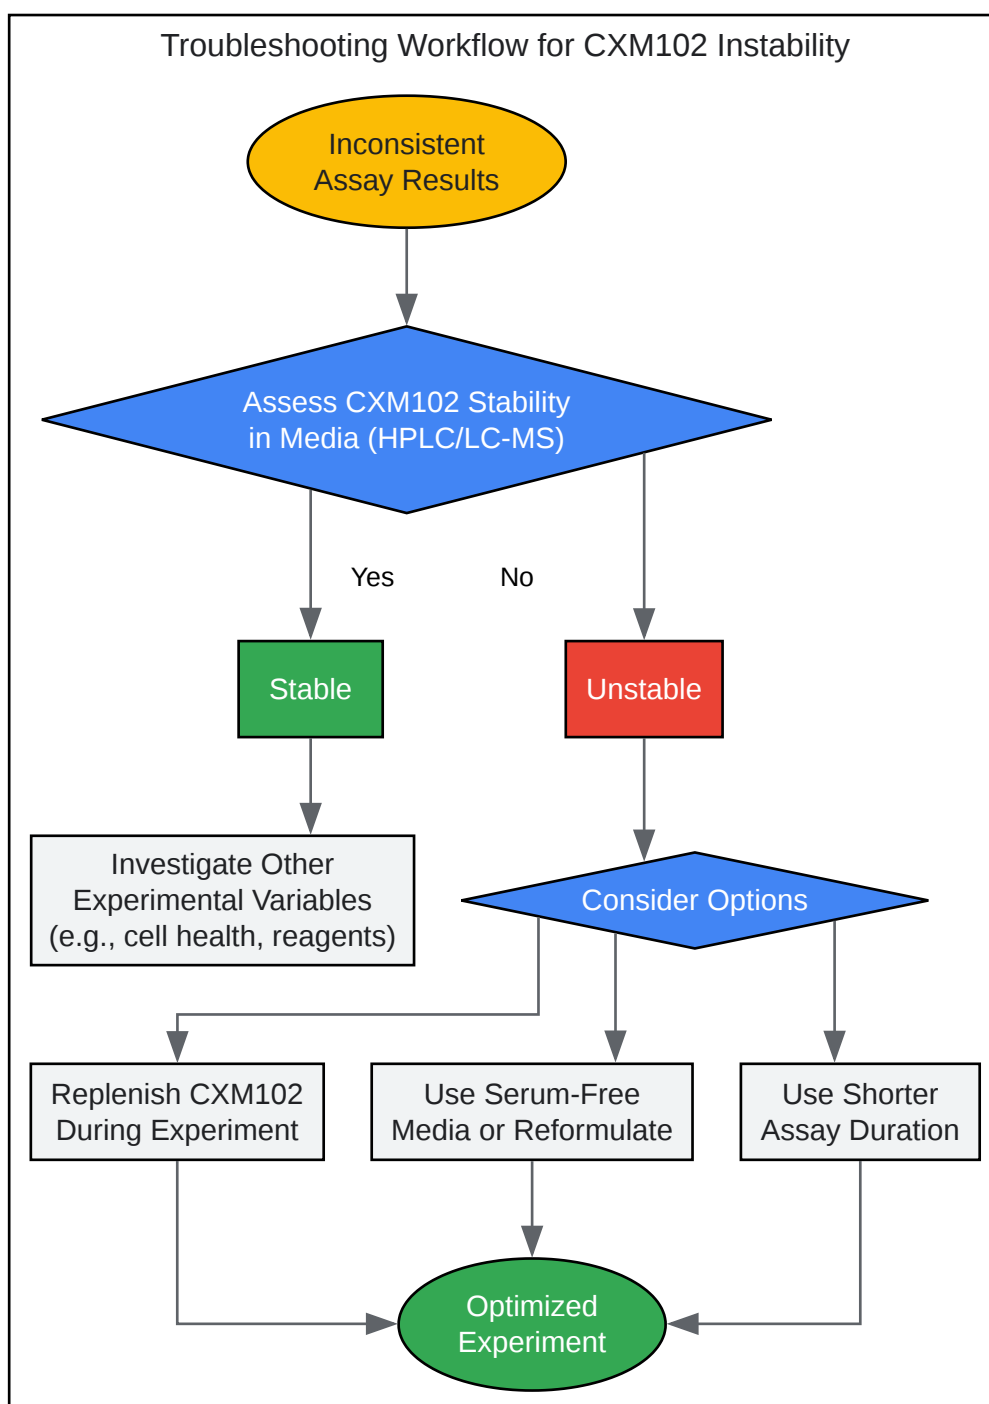 Troubleshooting Workflow for CXM102 Instability
Inconsistent
Assay Results
Assess CXM102 Stability
in Media (HPLC/LC-MS)
Yes
No
Stable
Unstable
Investigate Other
Experimental Variables
(e.g., cell health, reagents)
Consider Options
Replenish CXM102
During Experiment
Use Serum-Free
Media or Reformulate
Use Shorter
Assay Duration
Optimized
Experiment